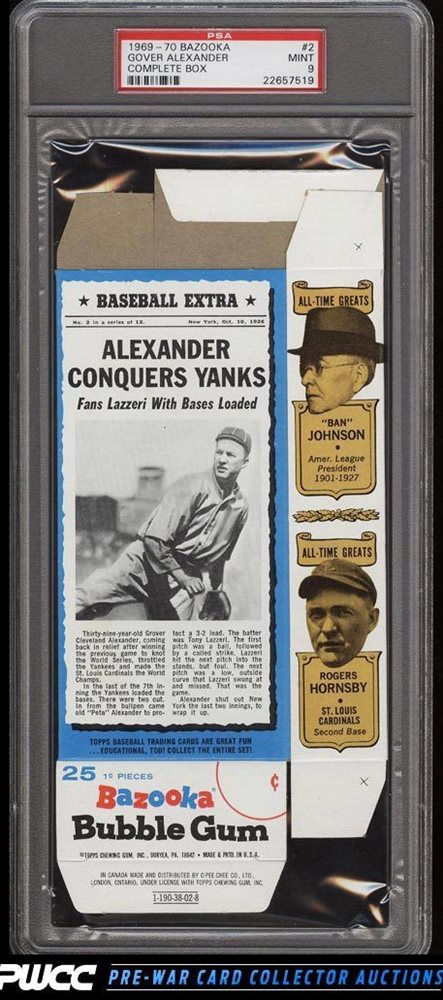 PSA
1969-70 BAZOOKA #2
GOVER ALEXANDER MINT
COMPLETE BOX 9
22657519
★ BASEBALL EXTRA ★
No. 2 in a series of 12. New York, Oct. 10, 1926
ALEXANDER
CONQUERS YANKS
Fans Lazzeri With Bases Loaded
Thirty-nine-year-old Grover
Cleveland Alexander, coming
back in relief after winning
the previous game to knot
the World Series, throttled
the Yankees and made the
St. Louis Cardinals the World
Champs.
In the last of the 7th in-
ning the Yankees loaded the
bases. There were two out.
In from the bullpen came
old "Pete" Alexander to pro-
tect a 3-2 lead. The batter
was Tony Lazzeri. The first
pitch was a ball, followed
by a called strike. Lazzeri
hit the next pitch into the
stands, but foul. The next
pitch was a low, outside
curve that Lazzeri swung at
and missed. That was the
game.
Alexander shut out New
York the last two innings, to
wrap it up.
TOPPS BASEBALL TRADING CARDS ARE GREAT FUN
...EDUCATIONAL, TOO! COLLECT THE ENTIRE SET!
ALL-TIME GREATS
"BAN"
JOHNSON
•
Amer. League
President
1901-1927
ALL-TIME GREATS
ROGERS
HORNSBY
•
ST. LOUIS
CARDINALS
Second Base
25 1¢ PIECES
¢
Bazooka
Bubble Gum
©TOPPS CHEWING GUM, INC., DURYEA, PA. 18642 • MADE & PRTD. IN U.S.A.
IN CANADA MADE AND DISTRIBUTED BY O-PEE-CHEE CO., LTD.,
LONDON, ONTARIO, UNDER LICENSE WITH TOPPS CHEWING GUM, INC.
1-190-38-02-8
PWCC PRE-WAR CARD COLLECTOR AUCTIONS